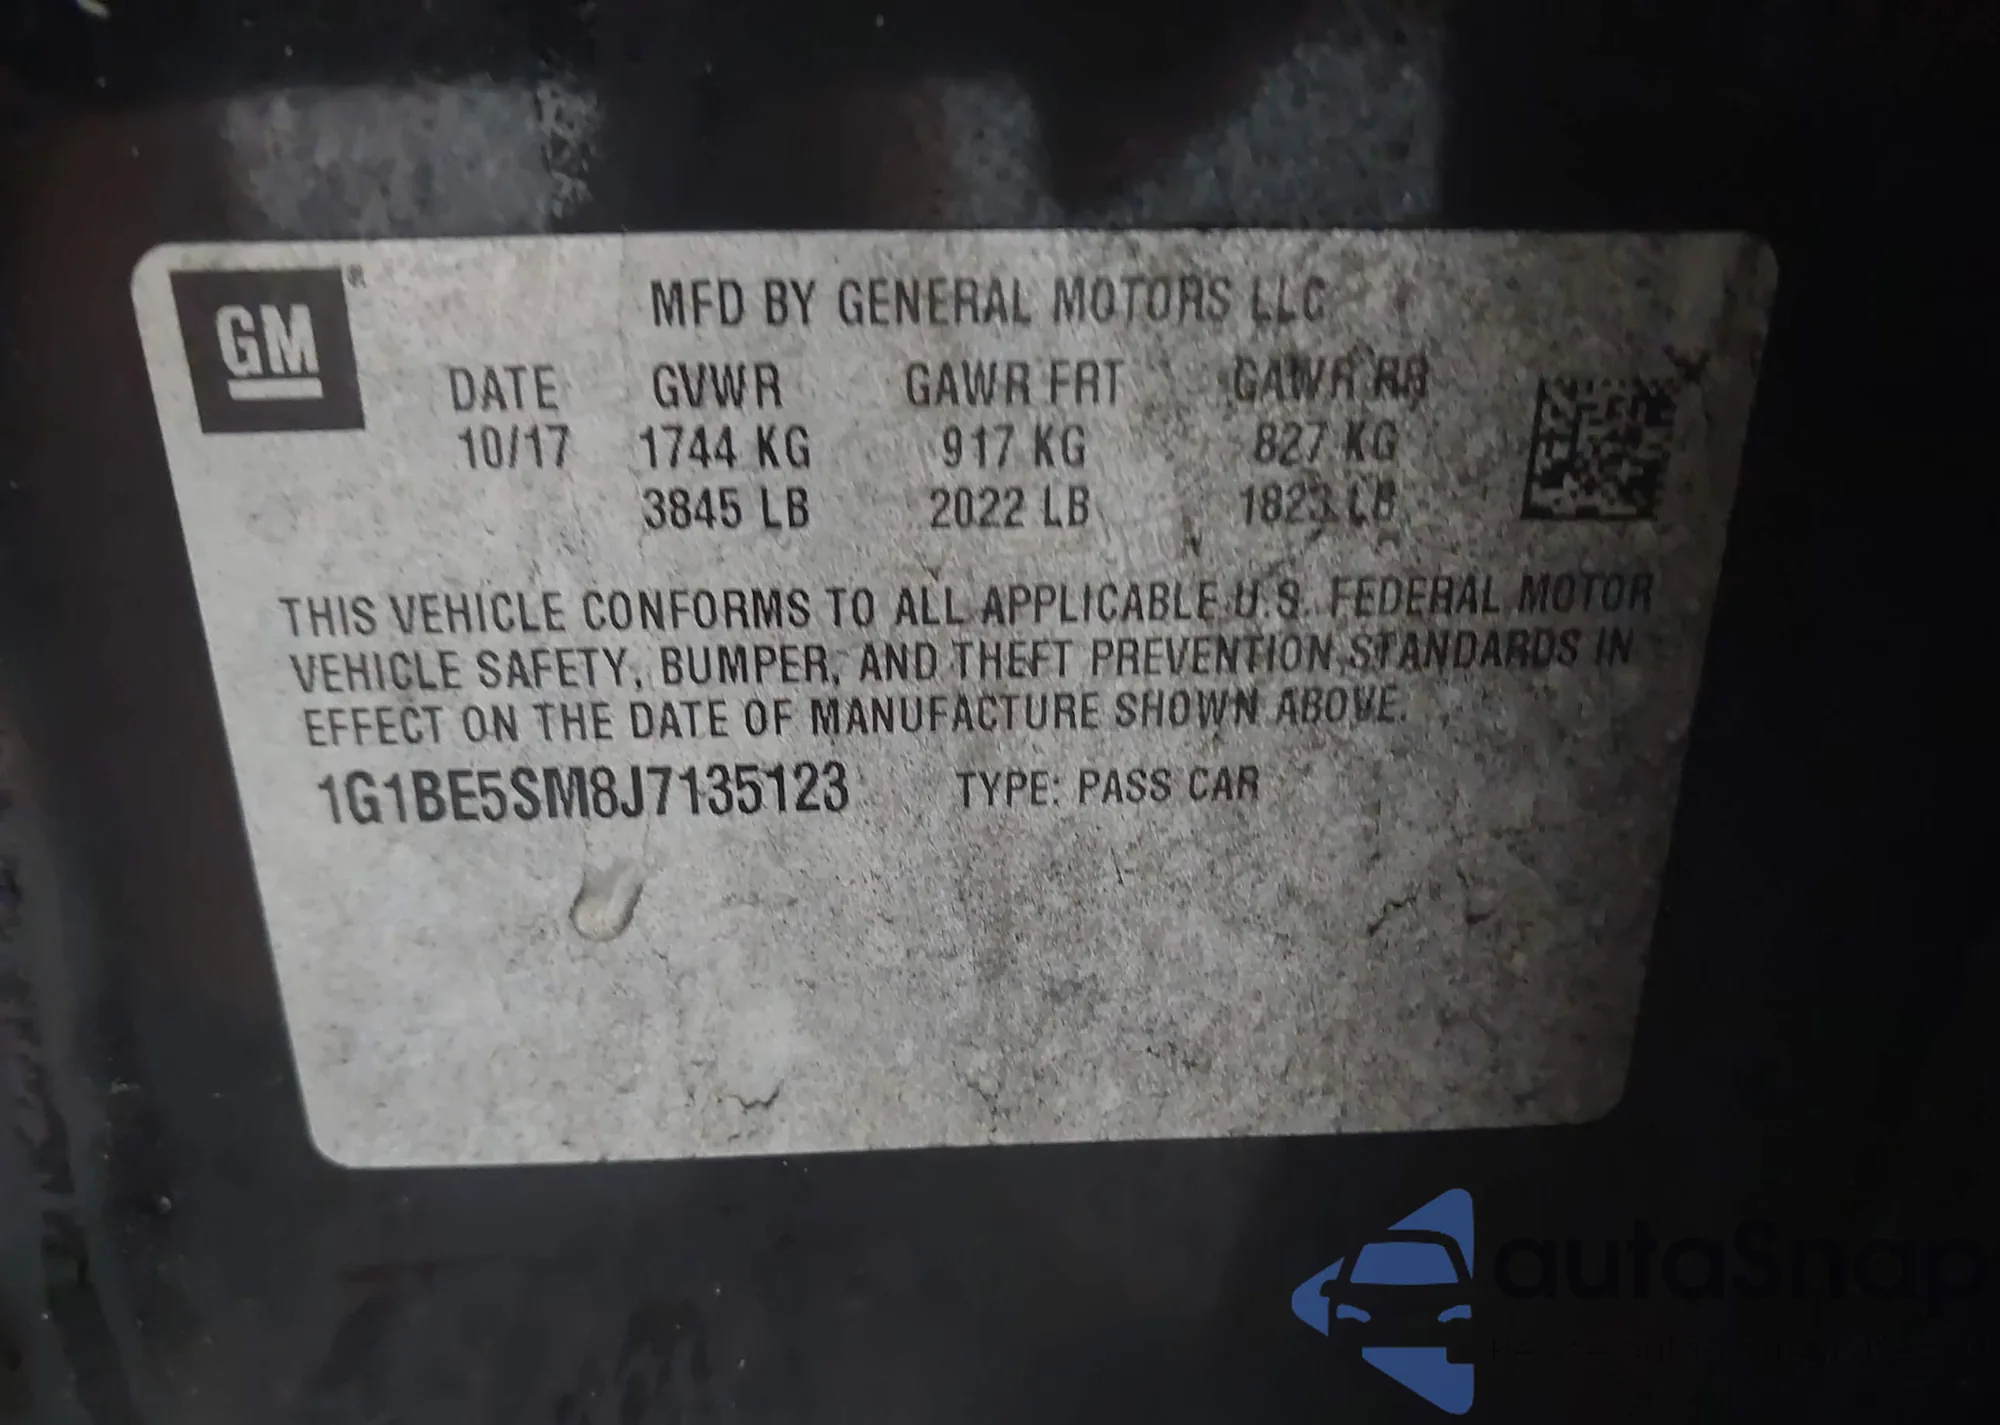 GM
MFD BY GENERAL MOTORS LLC
DATE GVWR GAWR FRT GAWR RR
10/17 1744 KG 917 KG 827 KG
3845 LB 2022 LB 1823 LB
THIS VEHICLE CONFORMS TO ALL APPLICABLE U.S. FEDERAL MOTOR
VEHICLE SAFETY, BUMPER, AND THEFT PREVENTION STANDARDS IN
EFFECT ON THE DATE OF MANUFACTURE SHOWN ABOVE.
1G1BE5SM8J7135123 TYPE: PASS CAR
autaSnap